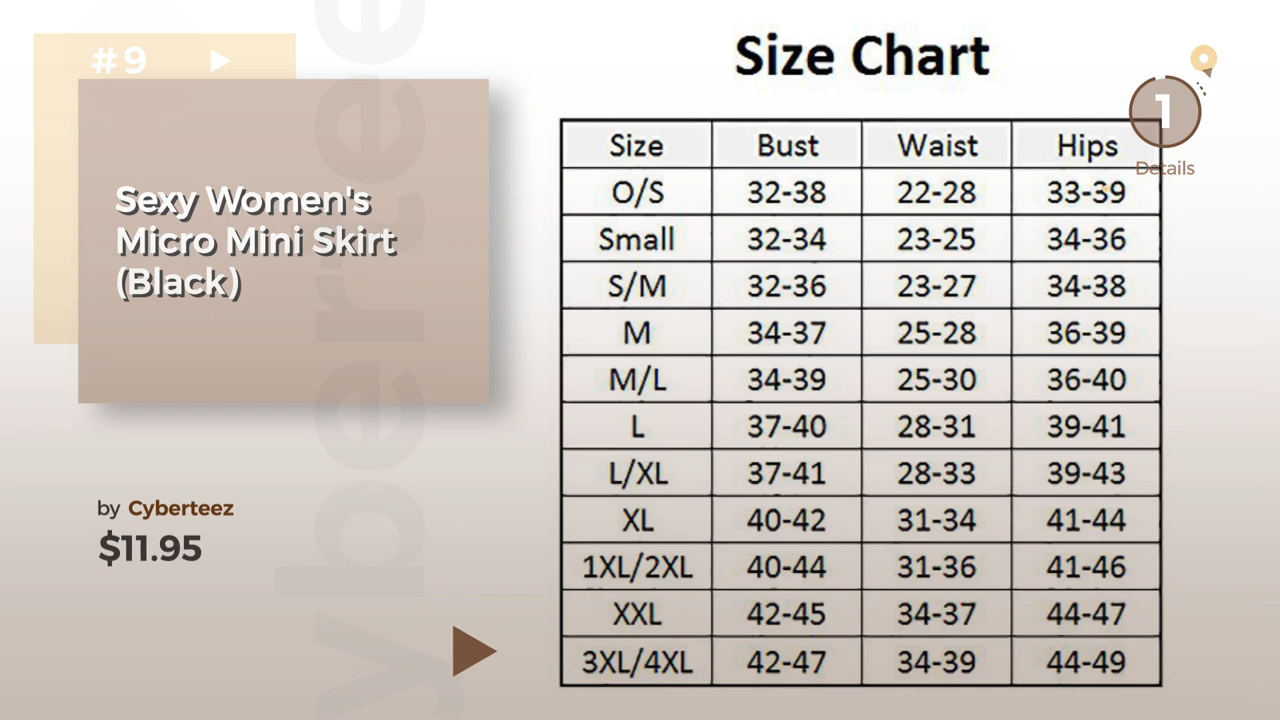 #9
Sexy Women's
Micro Mini Skirt
(Black)
by Cyberteez
$11.95
Size Chart
1
Details
Size Bust Waist Hips
O/S 32-38 22-28 33-39
Small 32-34 23-25 34-36
S/M 32-36 23-27 34-38
M 34-37 25-28 36-39
M/L 34-39 25-30 36-40
L 37-40 28-31 39-41
L/XL 37-41 28-33 39-43
XL 40-42 31-34 41-44
1XL/2XL 40-44 31-36 41-46
XXL 42-45 34-37 44-47
3XL/4XL 42-47 34-39 44-49
ybertee